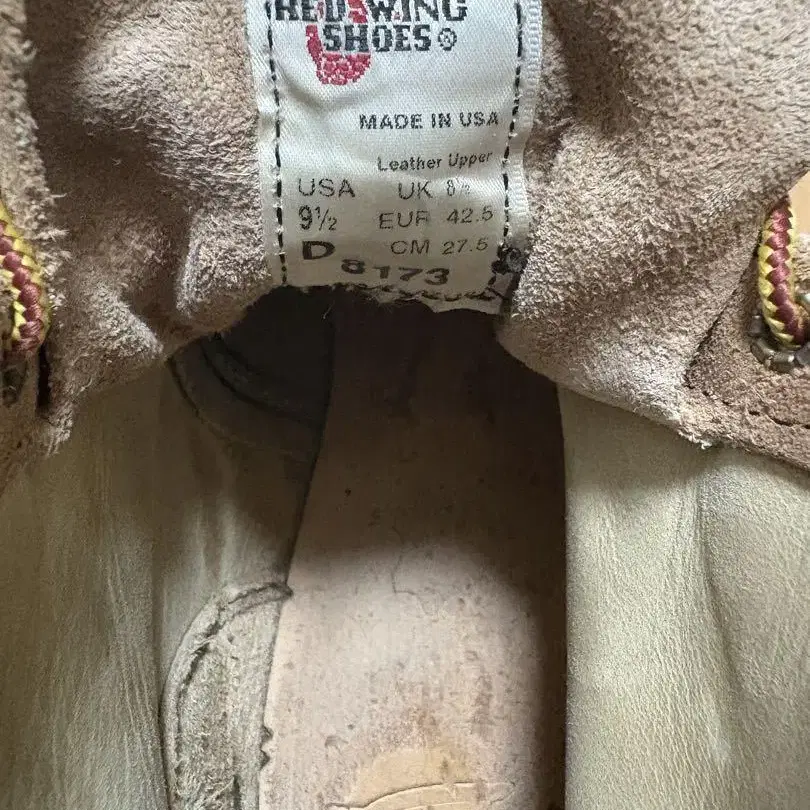 RED WING
SHOES®
MADE IN USA
Leather Upper
USA UK 8½
9½ EUR 42.5
D CM 27.5
8173